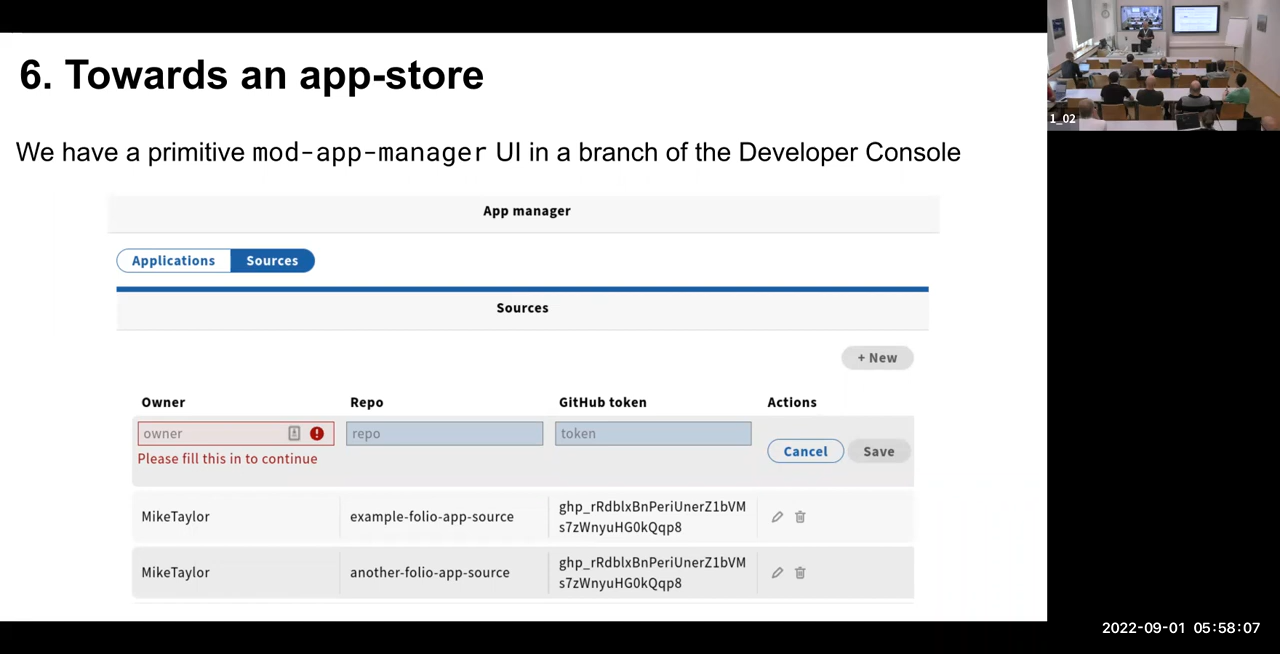 6. Towards an app-store
We have a primitive mod-app-manager UI in a branch of the Developer Console
App manager
Applications Sources
Sources
+ New
Owner Repo GitHub token Actions
owner repo token
Please fill this in to continue
Cancel Save
MikeTaylor example-folio-app-source ghp_rRdblxBnPeriUnerZ1bVM
s7zWnyuHG0kQqp8
MikeTaylor another-folio-app-source ghp_rRdblxBnPeriUnerZ1bVM
s7zWnyuHG0kQqp8
1_02
2022-09-01 05:58:07